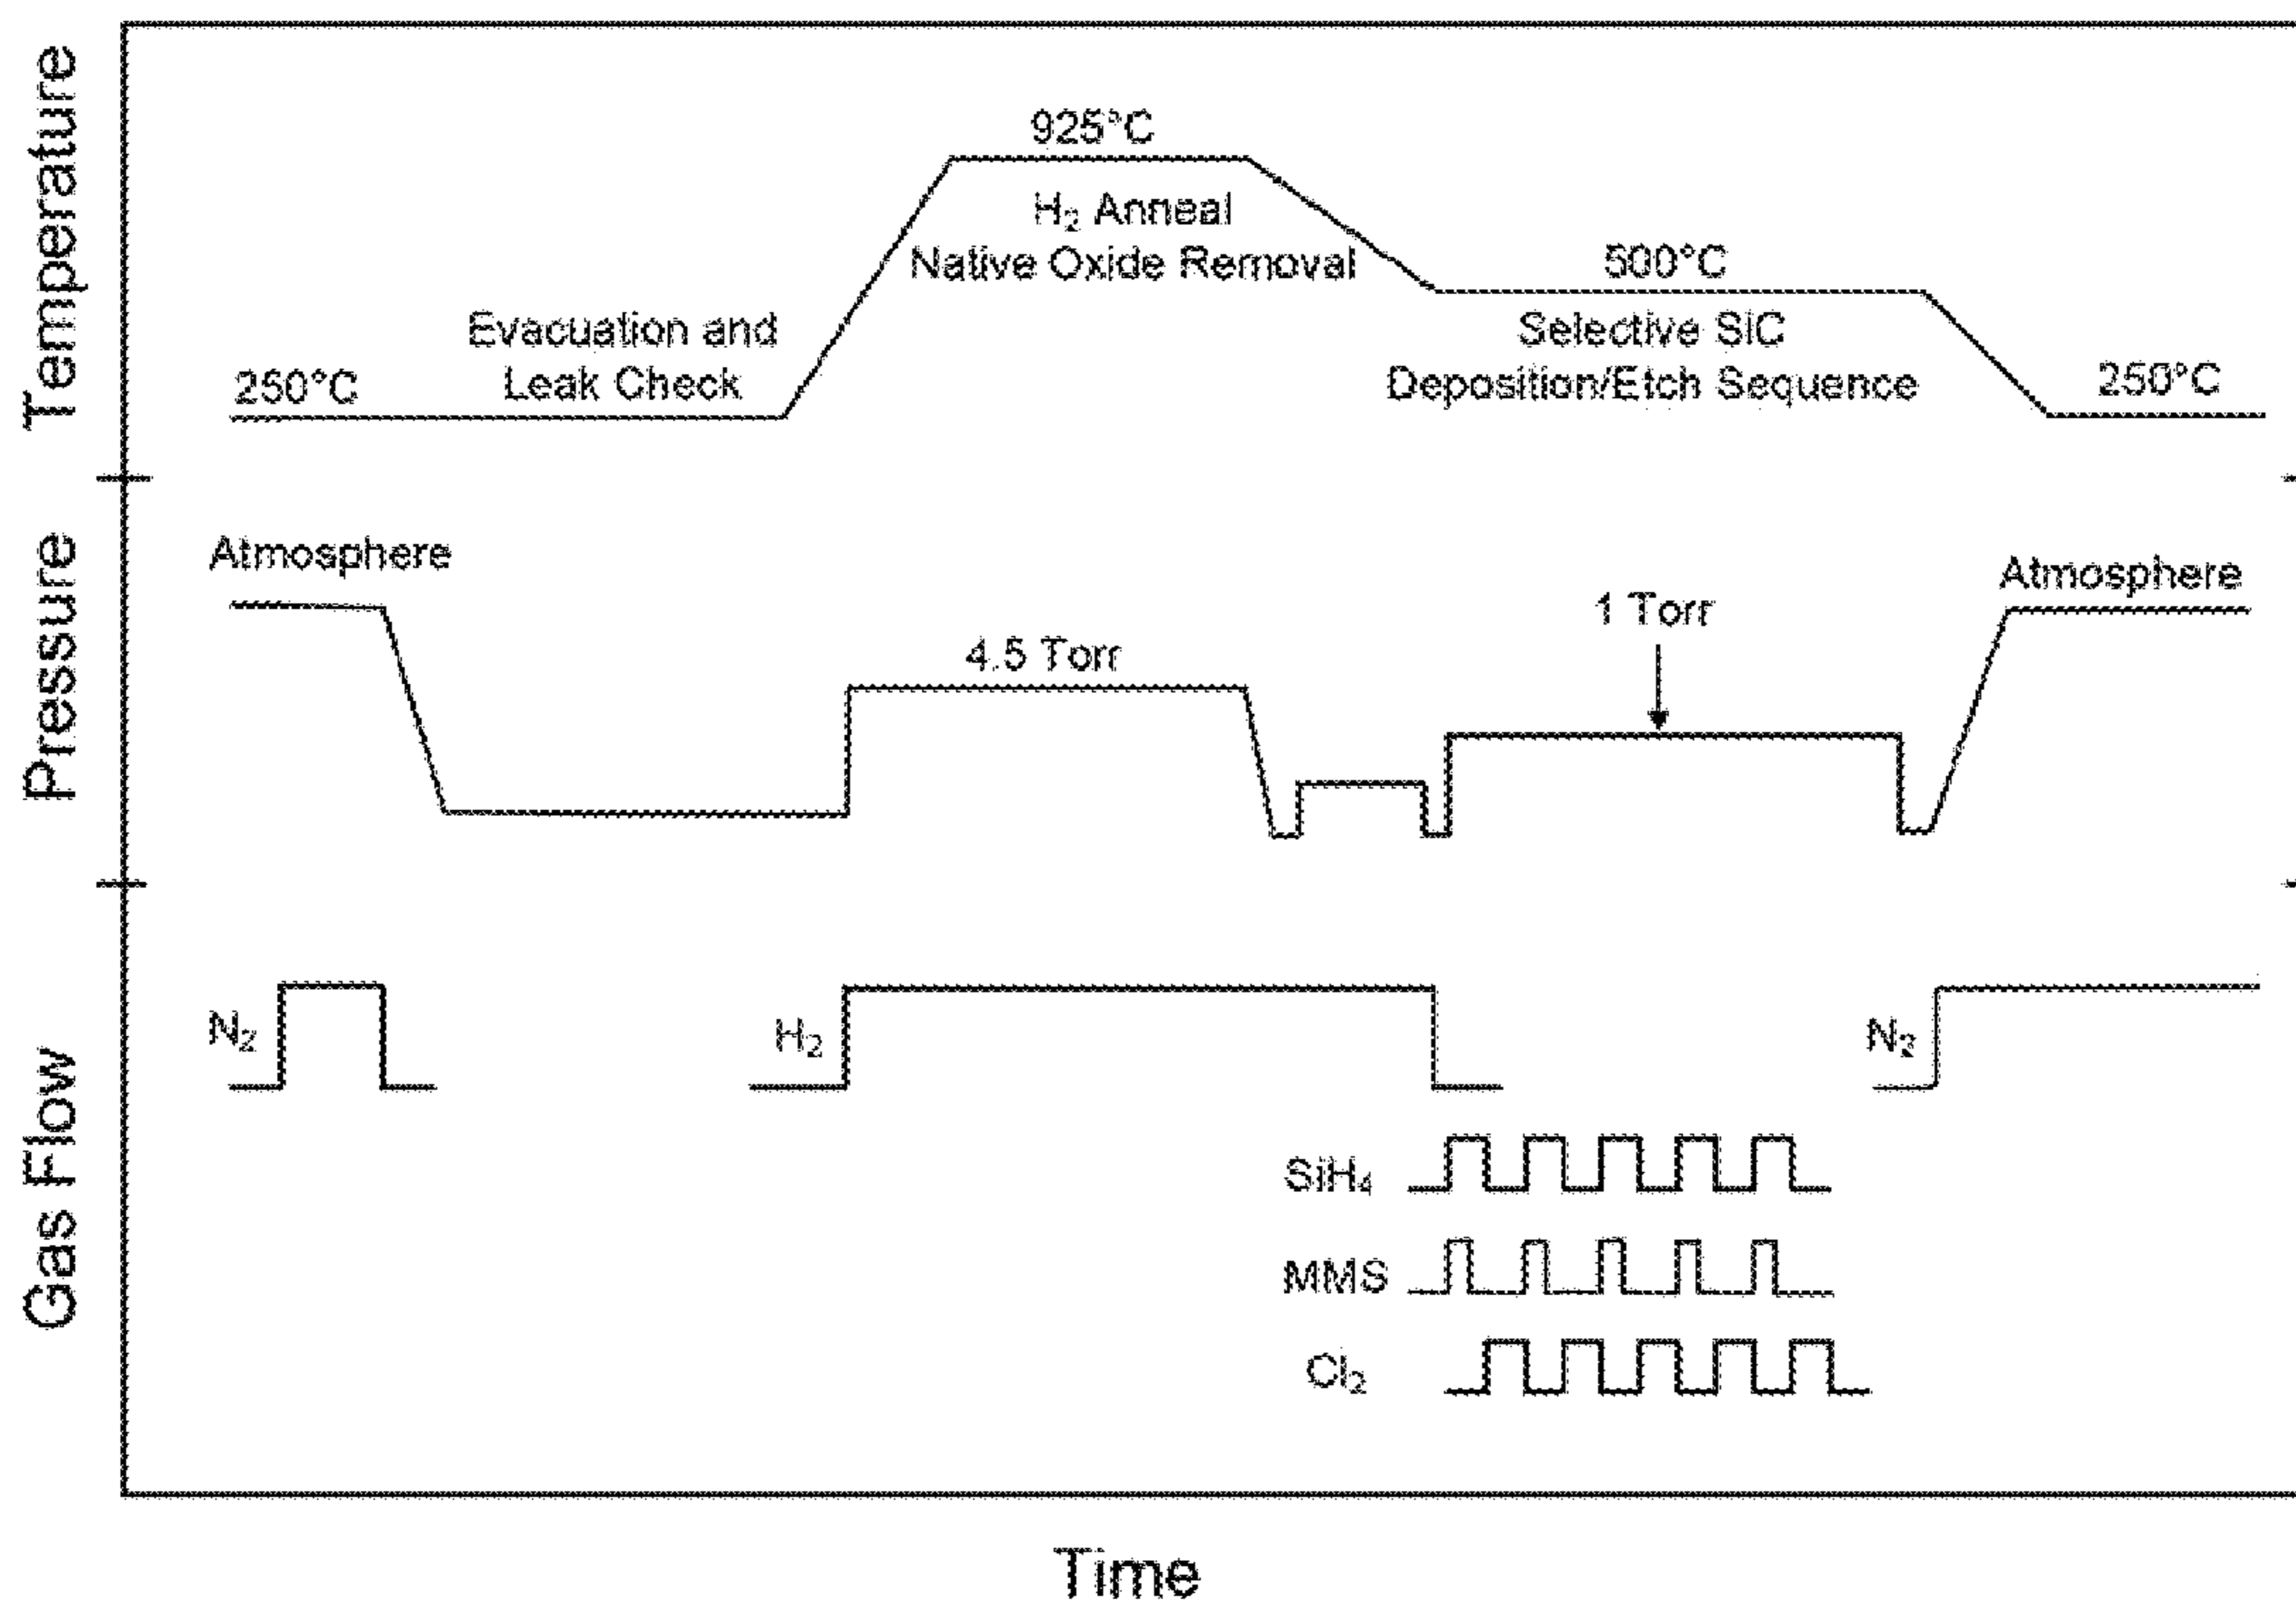 Temperature
925°C
H₂ Anneal
Native Oxide Removal
500°C
Evacuation and
Leak Check
Selective SiC
Deposition/Etch Sequence
250°C
250°C
Pressure
Atmosphere
4.5 Torr
1 Torr
Atmosphere
Gas Flow
N₂
H₂
N₂
SiH₄
MMS
Cl₂
Time